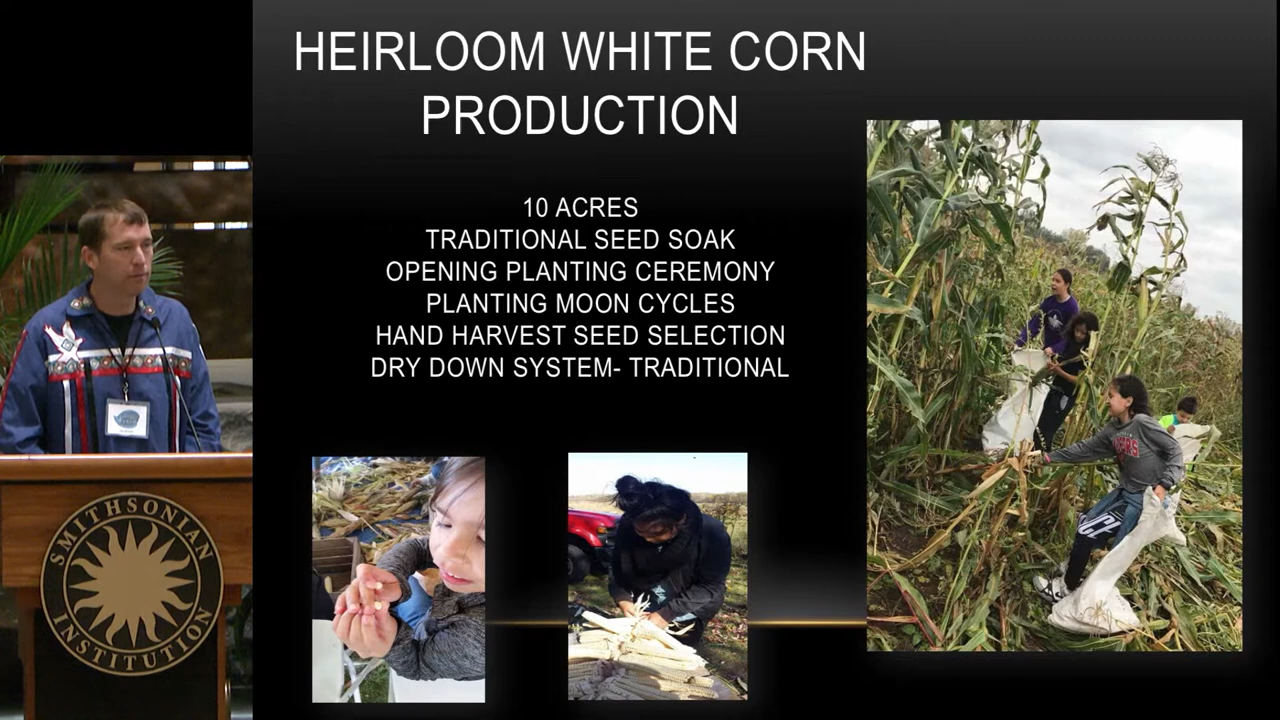 HEIRLOOM WHITE CORN
PRODUCTION
10 ACRES
TRADITIONAL SEED SOAK
OPENING PLANTING CEREMONY
PLANTING MOON CYCLES
HAND HARVEST SEED SELECTION
DRY DOWN SYSTEM- TRADITIONAL
SMITHSONIAN
INSTITUTION